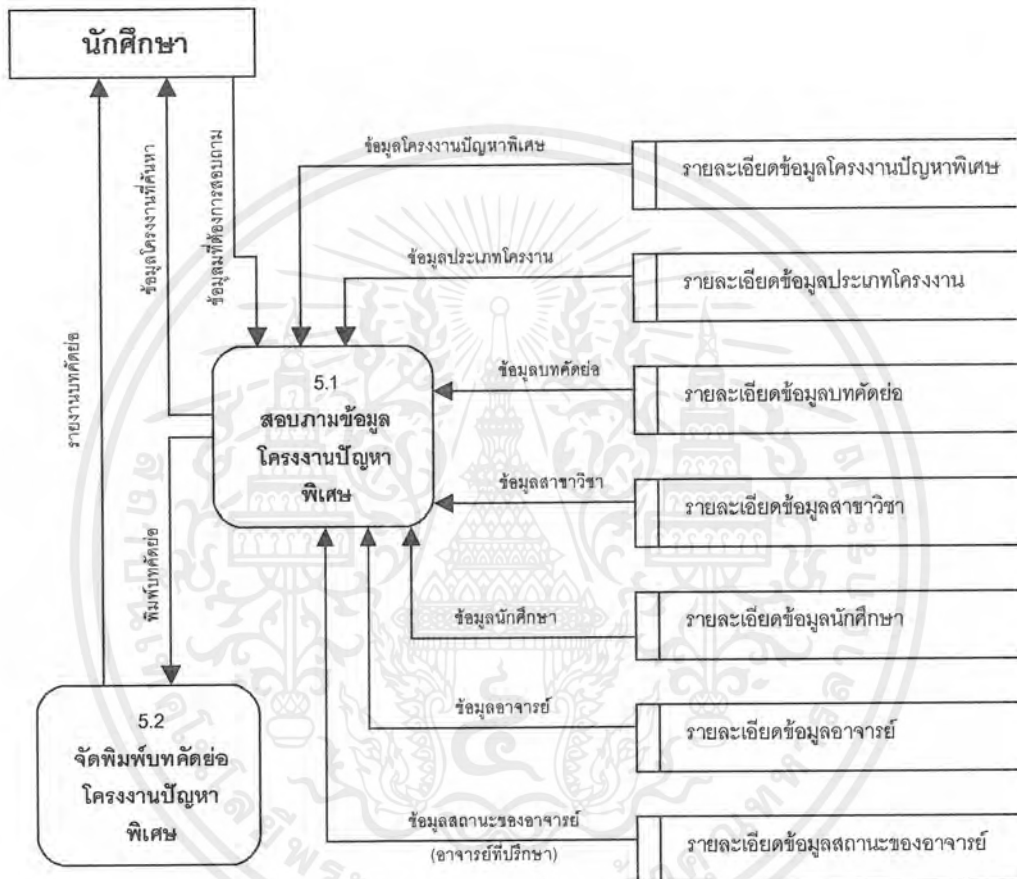 นักศึกษา
รายงานบทคัดย่อ
ข้อมูลโครงงานที่ค้นหา
ข้อมูลมที่ต้องการสอบถาม
ข้อมูลโครงงานปัญหาพิเศษ
รายละเอียดข้อมูลโครงงานปัญหาพิเศษ
ข้อมูลประเภทโครงาน
รายละเอียดข้อมูลประเภทโครงงาน
5.1
สอบภามข้อมูล
โครงงานปัญหา
พิเศษ
ข้อมูลบทคัดย่อ
รายละเอียดข้อมูลบทคัดย่อ
ข้อมูลสาขาวิชา
รายละเอียดข้อมูลสาขาวิชา
พิมพ์บทคัดย่อ
ข้อมูลนักศึกษา
รายละเอียดข้อมูลนักศึกษา
5.2
จัดพิมพ์บทคัดย่อ
โครงงานปัญหา
พิเศษ
ข้อมูลอาจารย์
รายละเอียดข้อมูลอาจารย์
ข้อมูลสถานะของอาจารย์
(อาจารย์ที่ปรึกษา)
รายละเอียดข้อมูลสถานะของอาจารย์